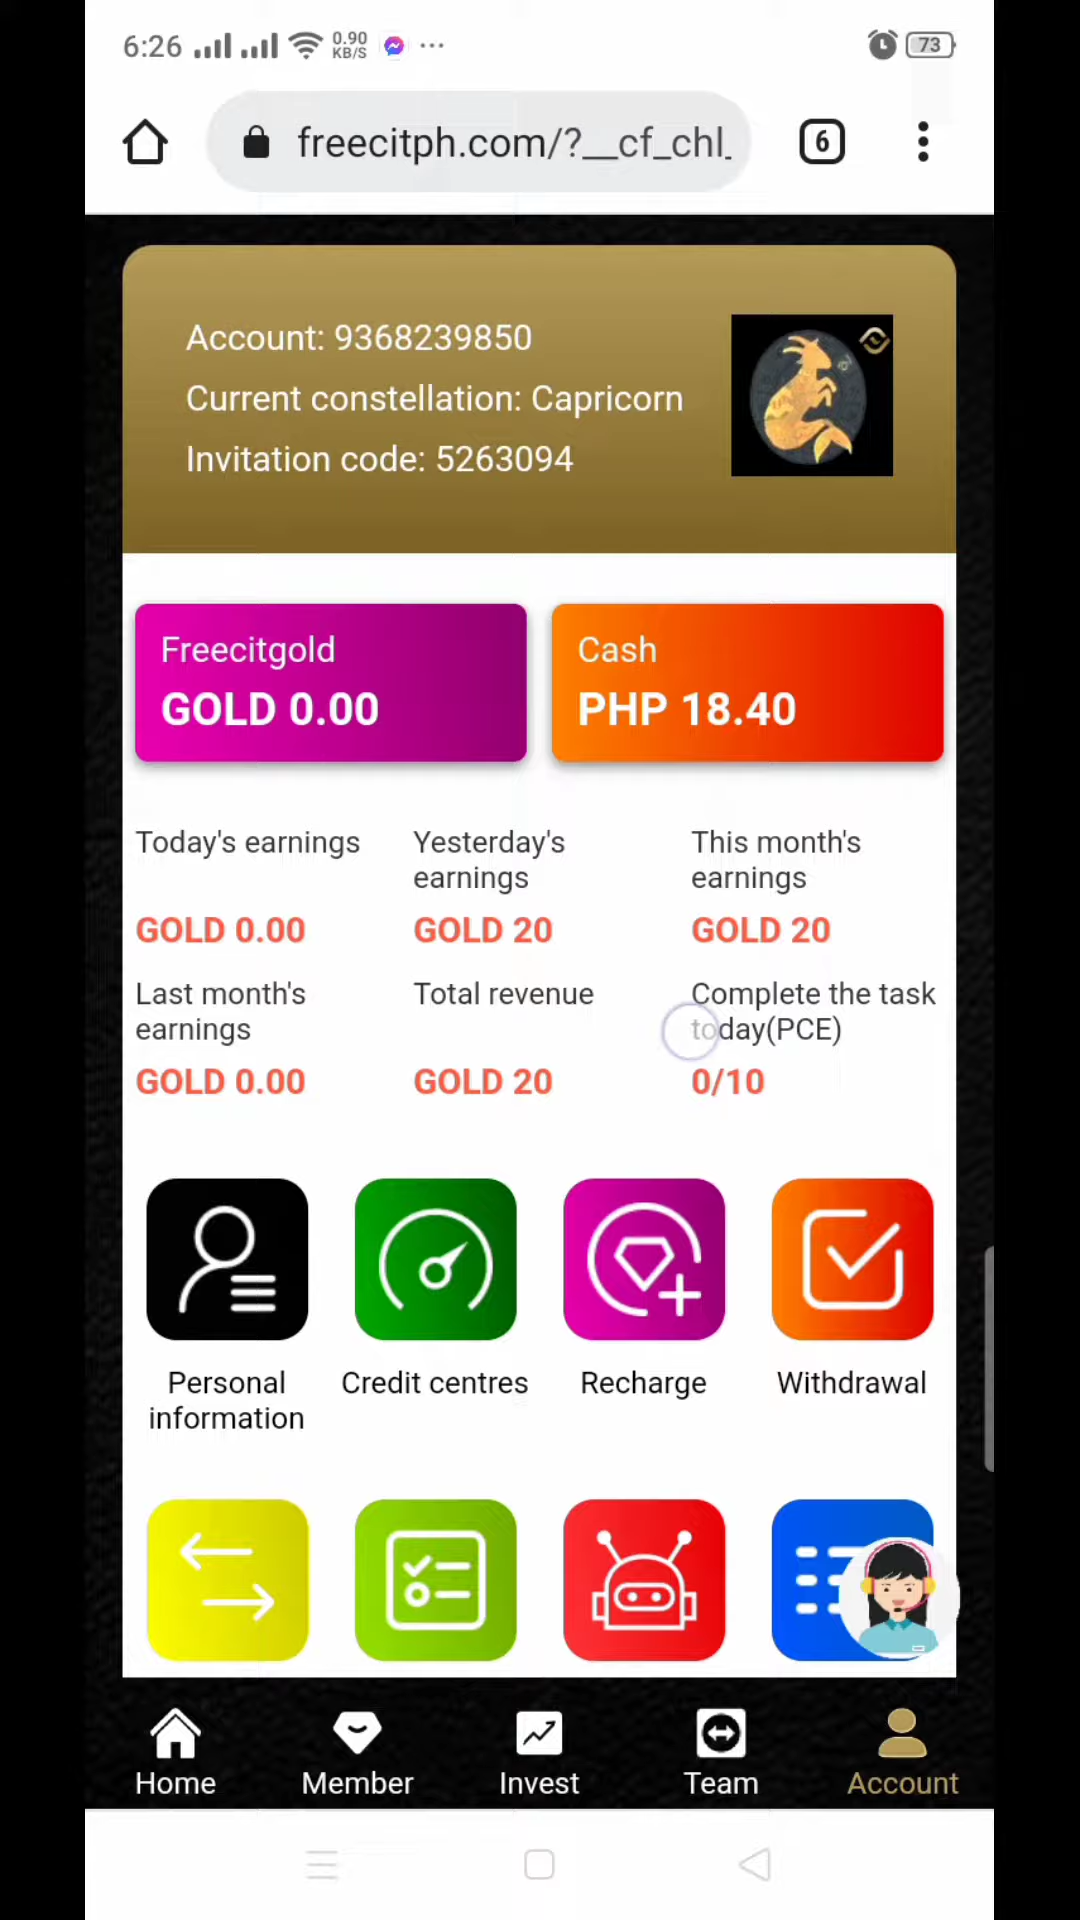 6:26 0.90 KB/S ... 73
freecitph.com/?__cf_chl_ 6
Account: 9368239850
Current constellation: Capricorn
Invitation code: 5263094
Freecitgold Cash
GOLD 0.00 PHP 18.40
Today's earnings Yesterday's earnings This month's earnings
GOLD 0.00 GOLD 20 GOLD 20
Last month's earnings Total revenue Complete the task today(PCE)
GOLD 0.00 GOLD 20 0/10
Personal information Credit centres Recharge Withdrawal
Home Member Invest Team Account